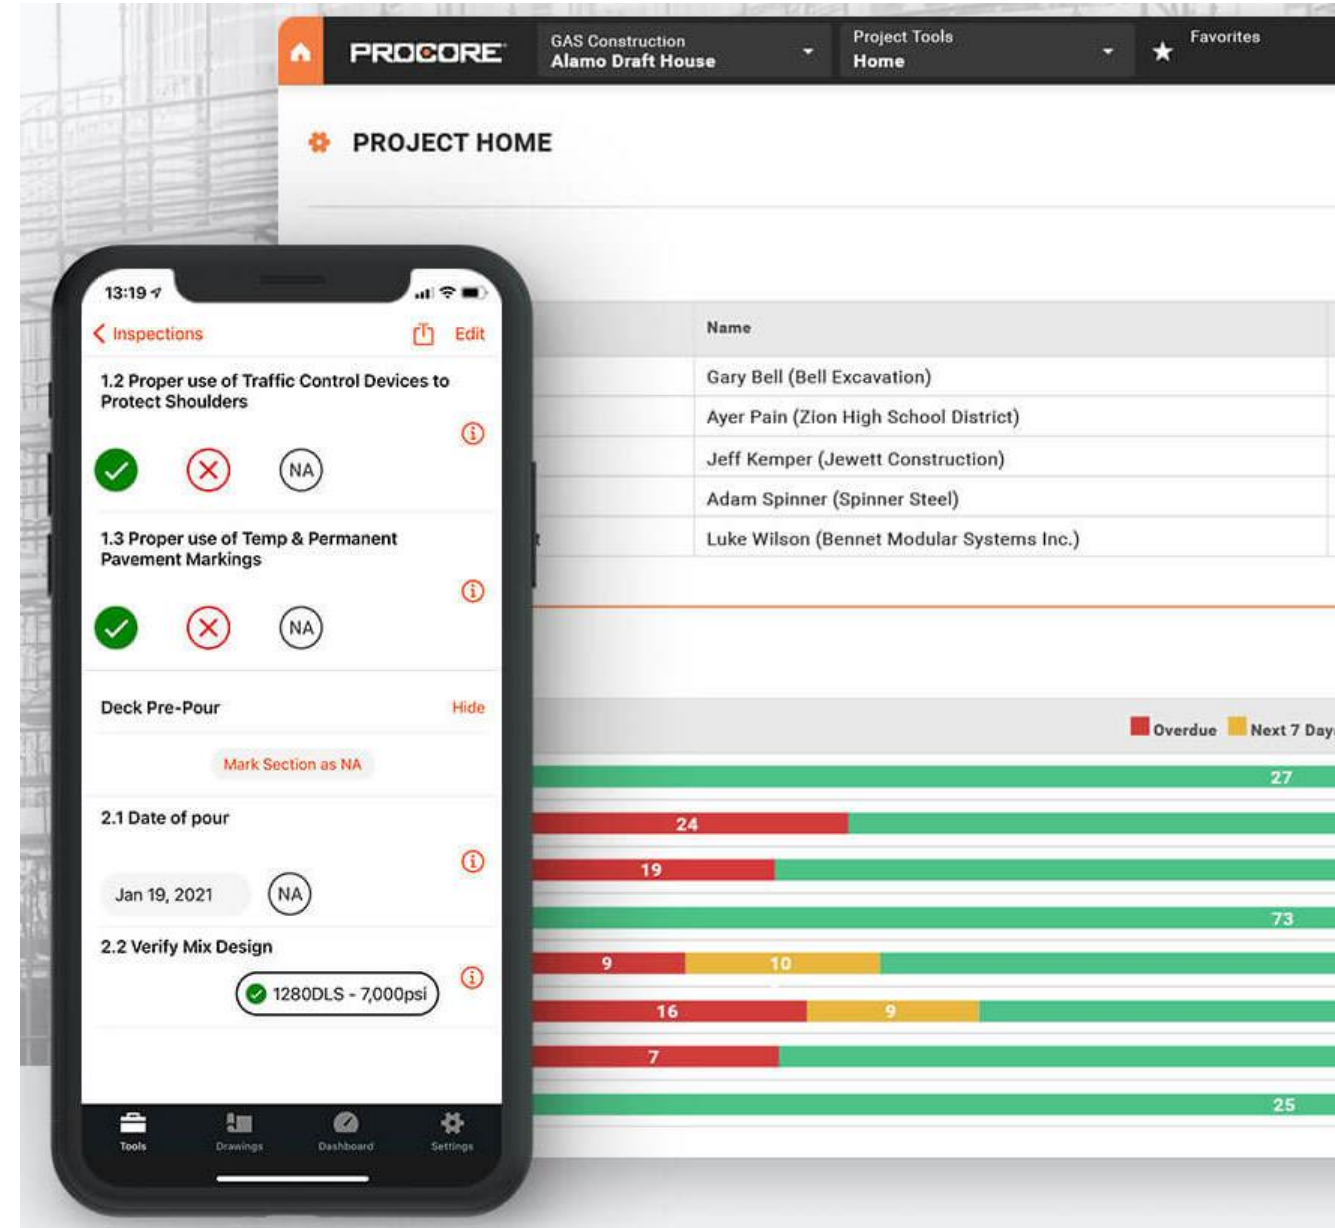 PROCORE
GAS Construction
Alamo Draft House
Project Tools
Home
Favorites
PROJECT HOME
Name
Gary Bell (Bell Excavation)
Ayer Pain (Zion High School District)
Jeff Kemper (Jewett Construction)
Adam Spinner (Spinner Steel)
Luke Wilson (Bennet Modular Systems Inc.)
Overdue
Next 7 Day
27
24
19
73
9 10
16 9
7
25
13:19
Inspections
Edit
1.2 Proper use of Traffic Control Devices to
Protect Shoulders
NA
1.3 Proper use of Temp & Permanent
Pavement Markings
NA
Deck Pre-Pour
Hide
Mark Section as NA
2.1 Date of pour
Jan 19, 2021
NA
2.2 Verify Mix Design
1280DLS - 7,000psi
Tools
Drawings
Dashboard
Settings